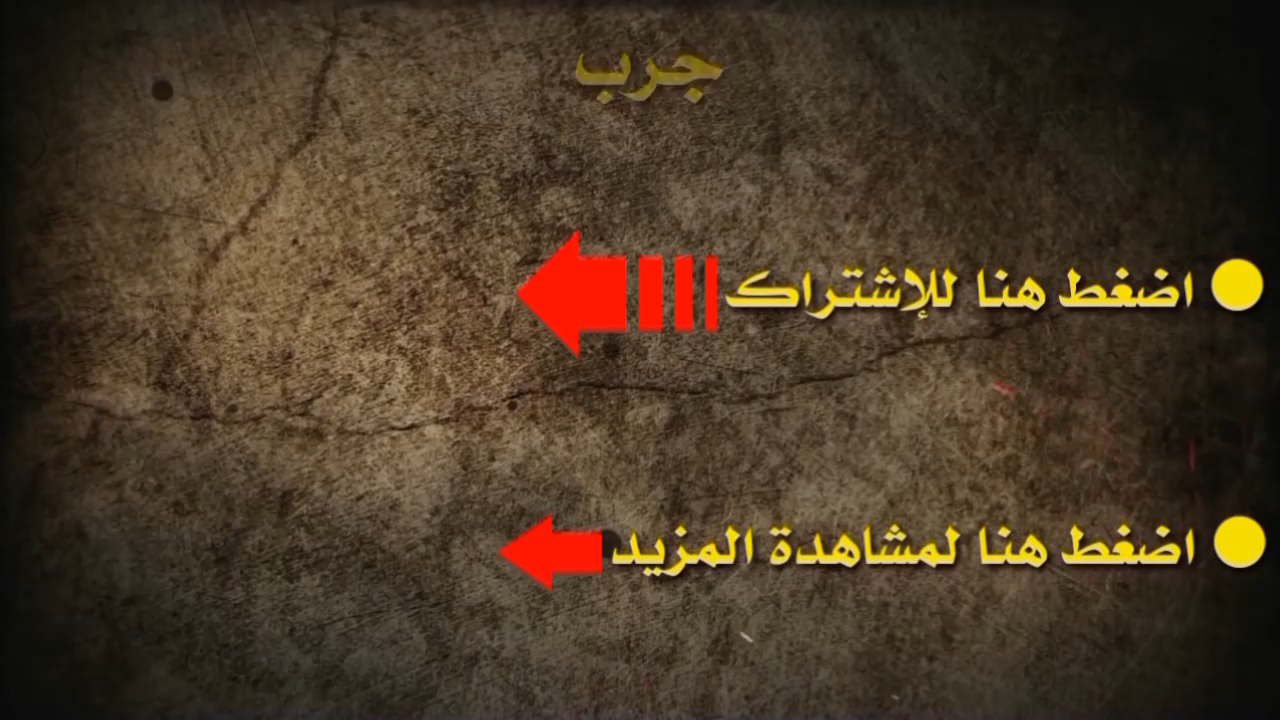 جرب
اضغط هنا للإشتراك
اضغط هنا لمشاهدة المزيد